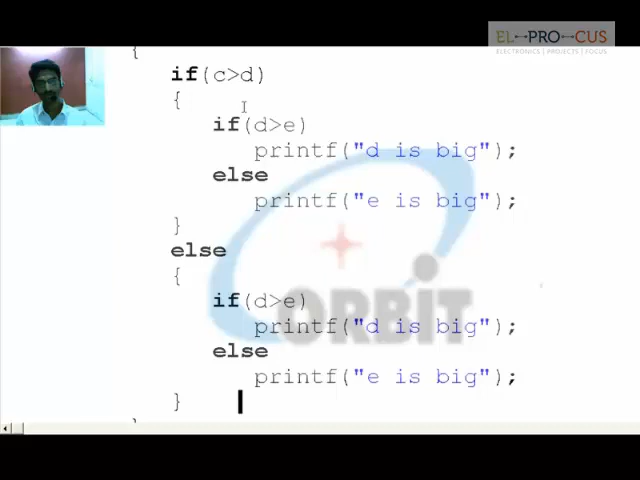 EL PRO CUS
ELECTRONICS | PROJECTS | FOCUS
{
if(c>d)
{
if(d>e)
printf("d is big");
else
printf("e is big");
}
else
{
if(d>e)
printf("d is big");
else
printf("e is big");
}
ORBIT